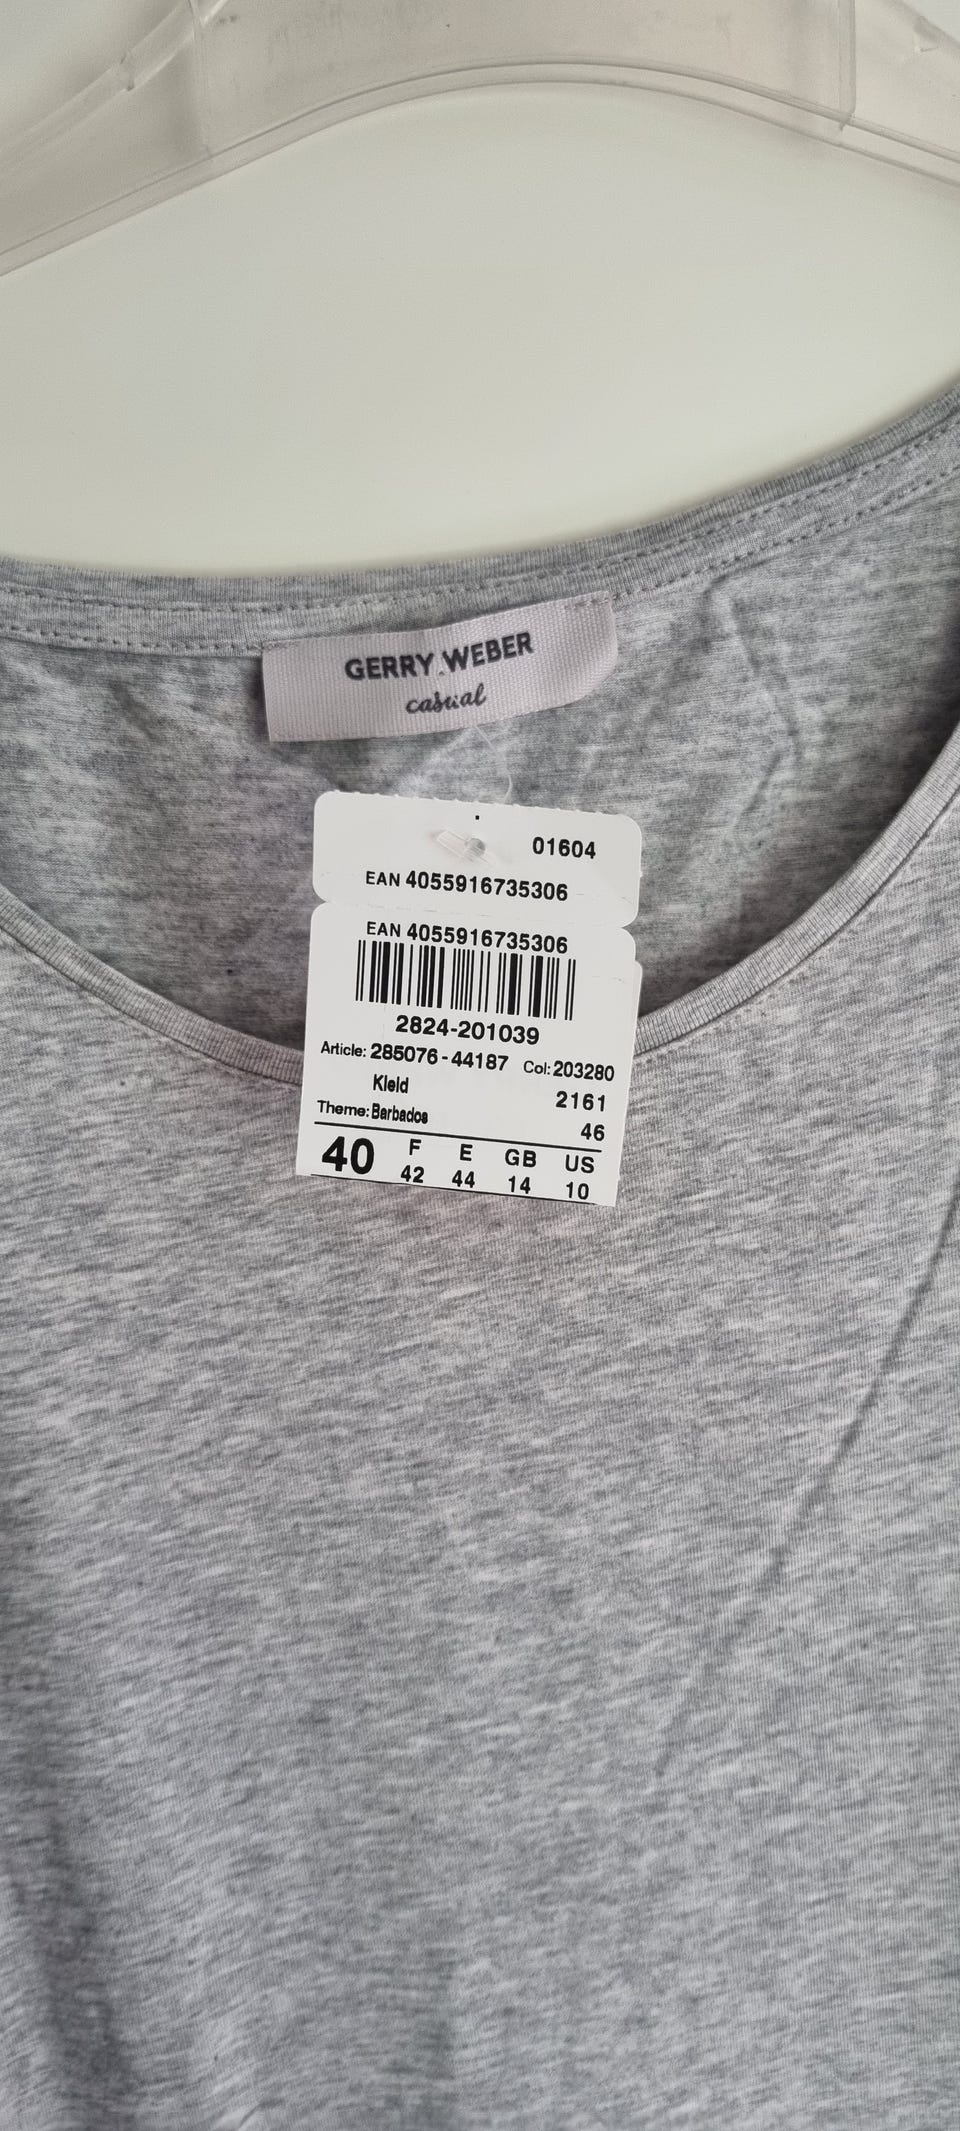 GERRY WEBER
casual
01604
EAN 4055916735306
EAN 4055916735306
2824-201039
Article: 285076-44187 Col: 203280
Kleid 2161
Theme: Barbados 46
40 F E GB US
42 44 14 10